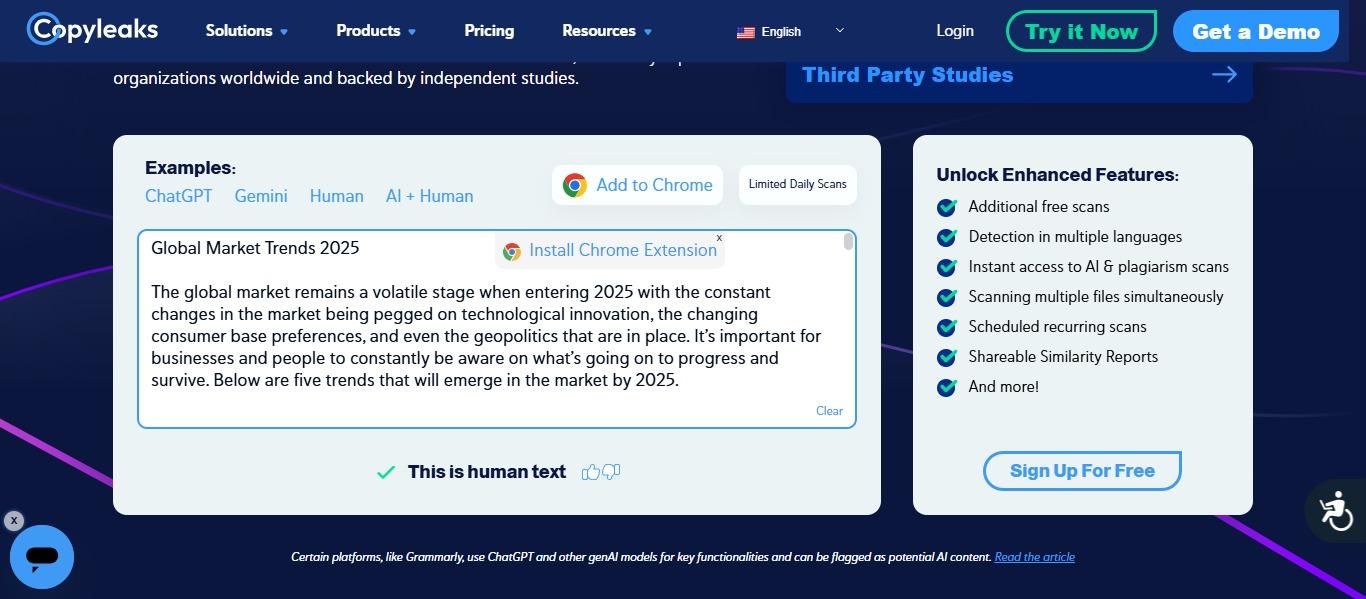 Copyleaks
Solutions
Products
Pricing
Resources
English
Login
Try it Now
Get a Demo
organizations worldwide and backed by independent studies.
Third Party Studies
Examples:
ChatGPT Gemini Human AI + Human
Add to Chrome
Limited Daily Scans
Global Market Trends 2025
Install Chrome Extension
x
The global market remains a volatile stage when entering 2025 with the constant
changes in the market being pegged on technological innovation, the changing
consumer base preferences, and even the geopolitics that are in place. It’s important for
businesses and people to constantly be aware on what’s going on to progress and
survive. Below are five trends that will emerge in the market by 2025.
Clear
This is human text
Unlock Enhanced Features:
Additional free scans
Detection in multiple languages
Instant access to AI & plagiarism scans
Scanning multiple files simultaneously
Scheduled recurring scans
Shareable Similarity Reports
And more!
Sign Up For Free
x
Certain platforms, like Grammarly, use ChatGPT and other genAI models for key functionalities and can be flagged as potential AI content. Read the article